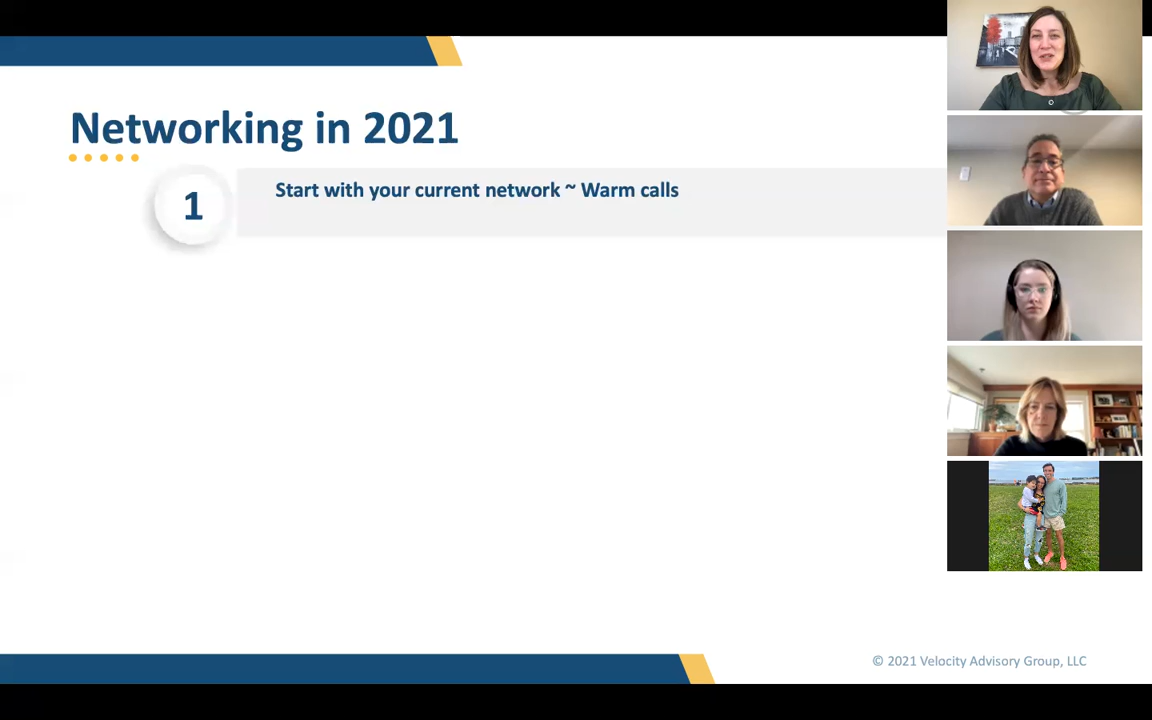 Networking in 2021
1
Start with your current network ~ Warm calls
© 2021 Velocity Advisory Group, LLC